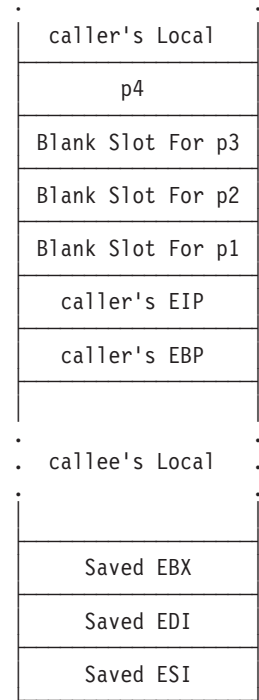 caller's Local
p4
Blank Slot For p3
Blank Slot For p2
Blank Slot For p1
caller's EIP
caller's EBP
callee's Local
Saved EBX
Saved EDI
Saved ESI